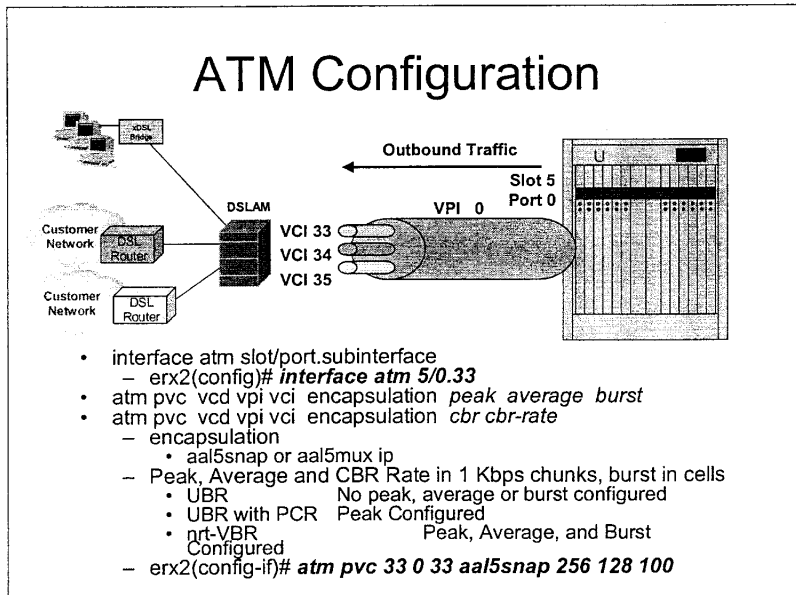 ATM Configuration
xDSL
Bridge
Outbound Traffic
Slot 5
Port 0
U
DSLAM
VPI 0
VCI 33
VCI 34
VCI 35
Customer
Network
DSL
Router
Customer
Network
DSL
Router
• interface atm slot/port.subinterface
– erx2(config)# interface atm 5/0.33
• atm pvc vcd vpi vci encapsulation peak average burst
• atm pvc vcd vpi vci encapsulation cbr cbr-rate
– encapsulation
• aal5snap or aal5mux ip
– Peak, Average and CBR Rate in 1 Kbps chunks, burst in cells
• UBR No peak, average or burst configured
• UBR with PCR Peak Configured
• nrt-VBR Peak, Average, and Burst
Configured
– erx2(config-if)# atm pvc 33 0 33 aal5snap 256 128 100